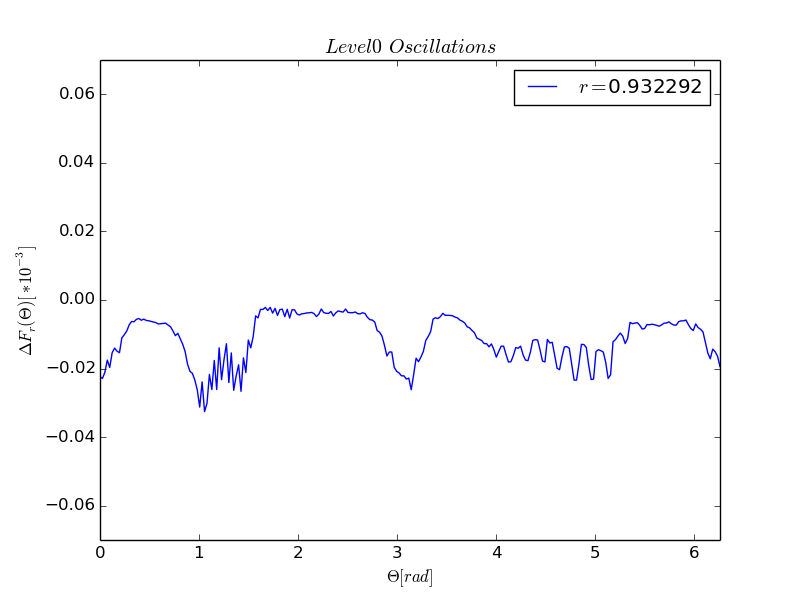 Level0 Oscillations
r=0.932292
0.06
0.04
0.02
0.00
−0.02
−0.04
−0.06
ΔF_r(Θ)[∗10^{−3}]
0 1 2 3 4 5 6
Θ[rad]